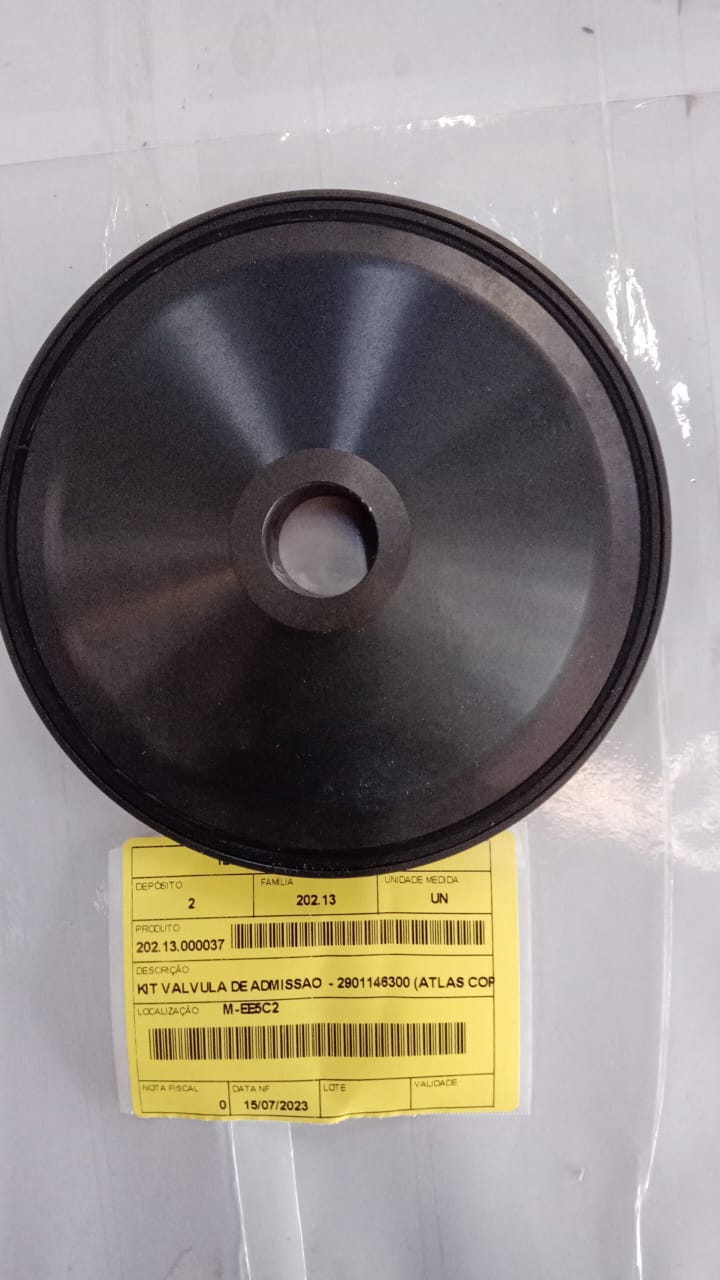 DEPÓSITO
2
FAMÍLIA
202.13
UNIDADE MEDIDA
UN
PRODUTO
202.13.000037
DESCRIÇÃO
KIT VALVULA DE ADMISSAO - 2901146300 (ATLAS COP
LOCALIZAÇÃO M-EE5C2
NOTA FISCAL
0
DATA NF
15/07/2023
LOTE
VALIDADE